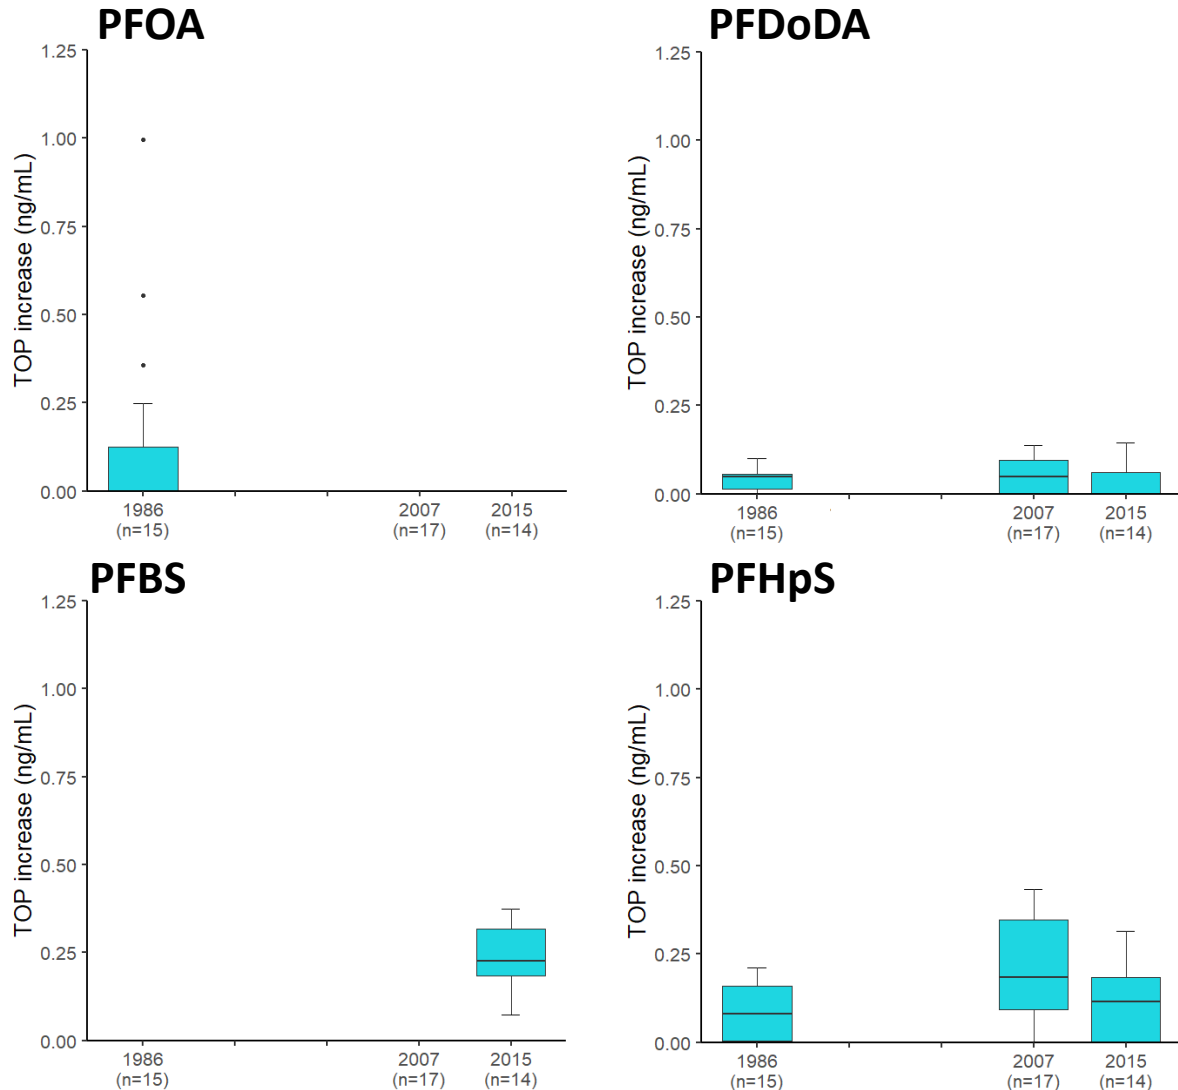 PFOA
TOP increase (ng/mL)
1.25
1.00
0.75
0.50
0.25
0.00
1986
(n=15)
2007
(n=17)
2015
(n=14)
PFDoDA
TOP increase (ng/mL)
1.25
1.00
0.75
0.50
0.25
0.00
1986
(n=15)
2007
(n=17)
2015
(n=14)
PFBS
TOP increase (ng/mL)
1.25
1.00
0.75
0.50
0.25
0.00
1986
(n=15)
2007
(n=17)
2015
(n=14)
PFHpS
TOP increase (ng/mL)
1.25
1.00
0.75
0.50
0.25
0.00
1986
(n=15)
2007
(n=17)
2015
(n=14)